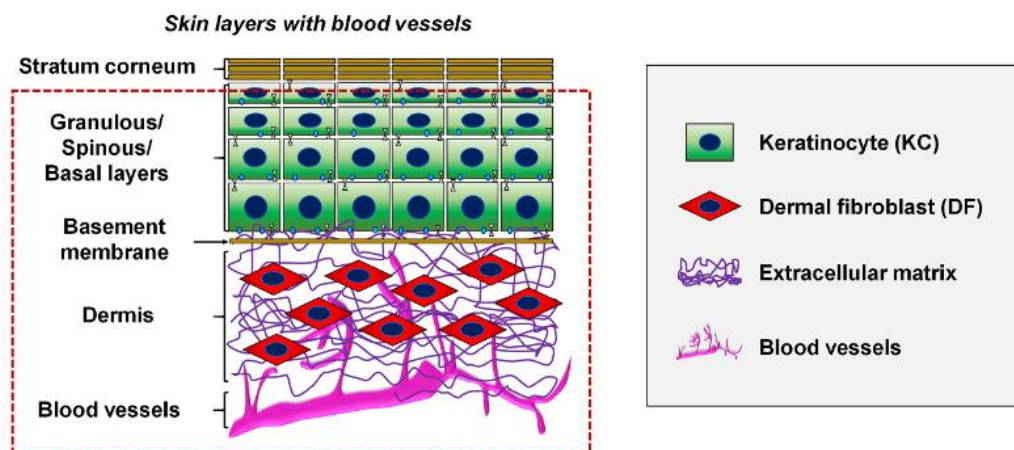 Skin layers with blood vessels
Stratum corneum
Granulous/
Spinous/
Basal layers
Basement
membrane
Dermis
Blood vessels
Keratinocyte (KC)
Dermal fibroblast (DF)
Extracellular matrix
Blood vessels